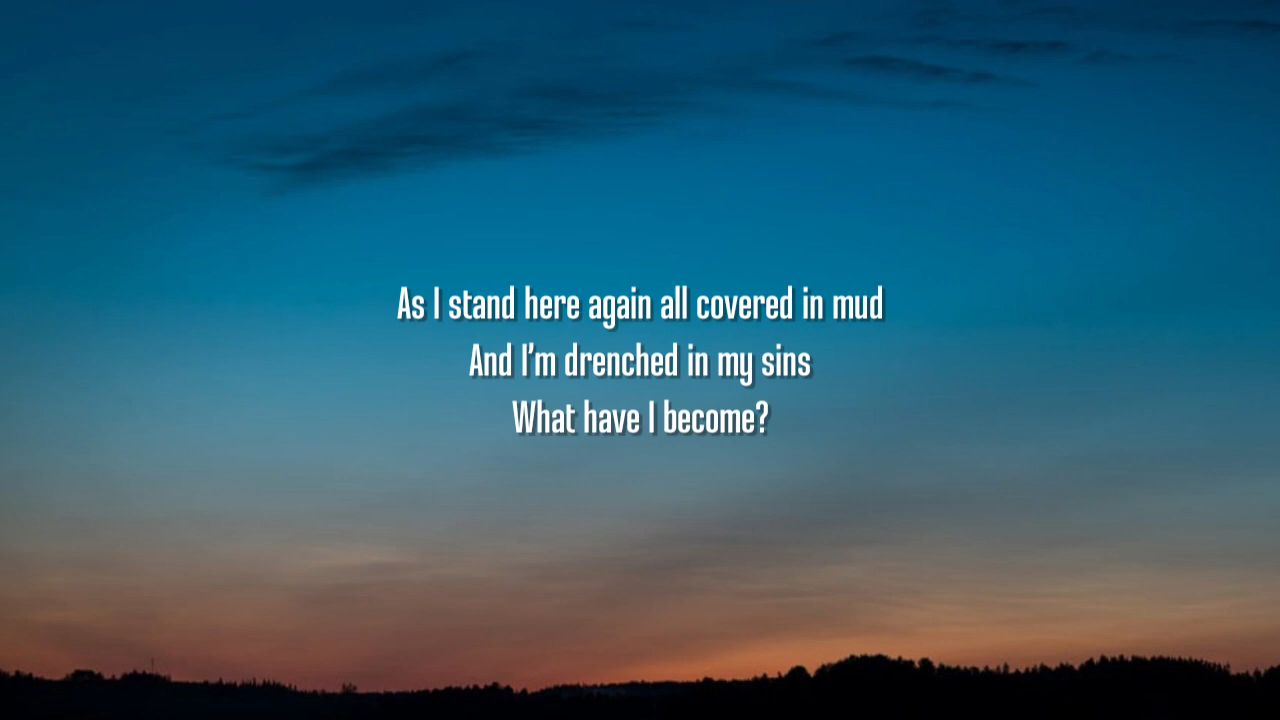 As I stand here again all covered in mud
And I'm drenched in my sins
What have I become?